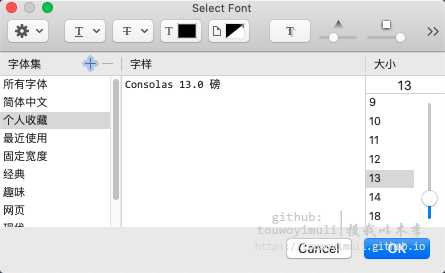 Select Font
T T T T
字体集 字样 大小
所有字体
简体中文
个人收藏
最近使用
固定宽度
经典
趣味
网页
现代
Consolas 13.0 磅
13
9
10
11
12
13
14
18
github:
touwoyimuli 投我以木李
https://touwoyimuli.github.io
Cancel OK